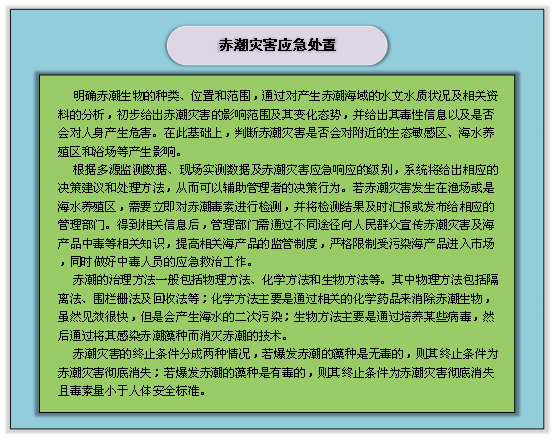 赤潮灾害应急处置
明确赤潮生物的种类、位置和范围，通过对产生赤潮海域的水文水质状况及相关资
料的分析，初步给出赤潮灾害的影响范围及其变化态势，并给出其毒性信息以及是否
会对人身产生危害。在此基础上，判断赤潮灾害是否会对附近的生态敏感区、海水养
殖区和浴场等产生影响。
根据多源监测数据、现场实测数据及赤潮灾害应急响应的级别，系统将给出相应的
决策建议和处理方法，从而可以辅助管理者的决策行为。若赤潮灾害发生在渔场或是
海水养殖区，需要立即对赤潮毒素进行检测，并将检测结果及时汇报或发布给相应的
管理部门。得到相关信息后，管理部门需通过不同途径向人民群众宣传赤潮灾害及海
产品中毒等相关知识，提高相关海产品的监管制度，严格限制受污染海产品进入市场
，同时做好中毒人员的应急救治工作。
赤潮的治理方法一般包括物理方法、化学方法和生物方法等。其中物理方法包括隔
离法、围栏栅法及回收法等；化学方法主要是通过相关的化学药品来消除赤潮生物，
虽然见效很快，但是会产生海水的二次污染；生物方法主要是通过培养某些病毒，然
后通过将其感染赤潮藻种而消灭赤潮的技术。
赤潮灾害的终止条件分成两种情况，若爆发赤潮的藻种是无毒的，则其终止条件为
赤潮灾害彻底消失；若爆发赤潮的藻种是有毒的，则其终止条件为赤潮灾害彻底消失
且毒素量小于人体安全标准。